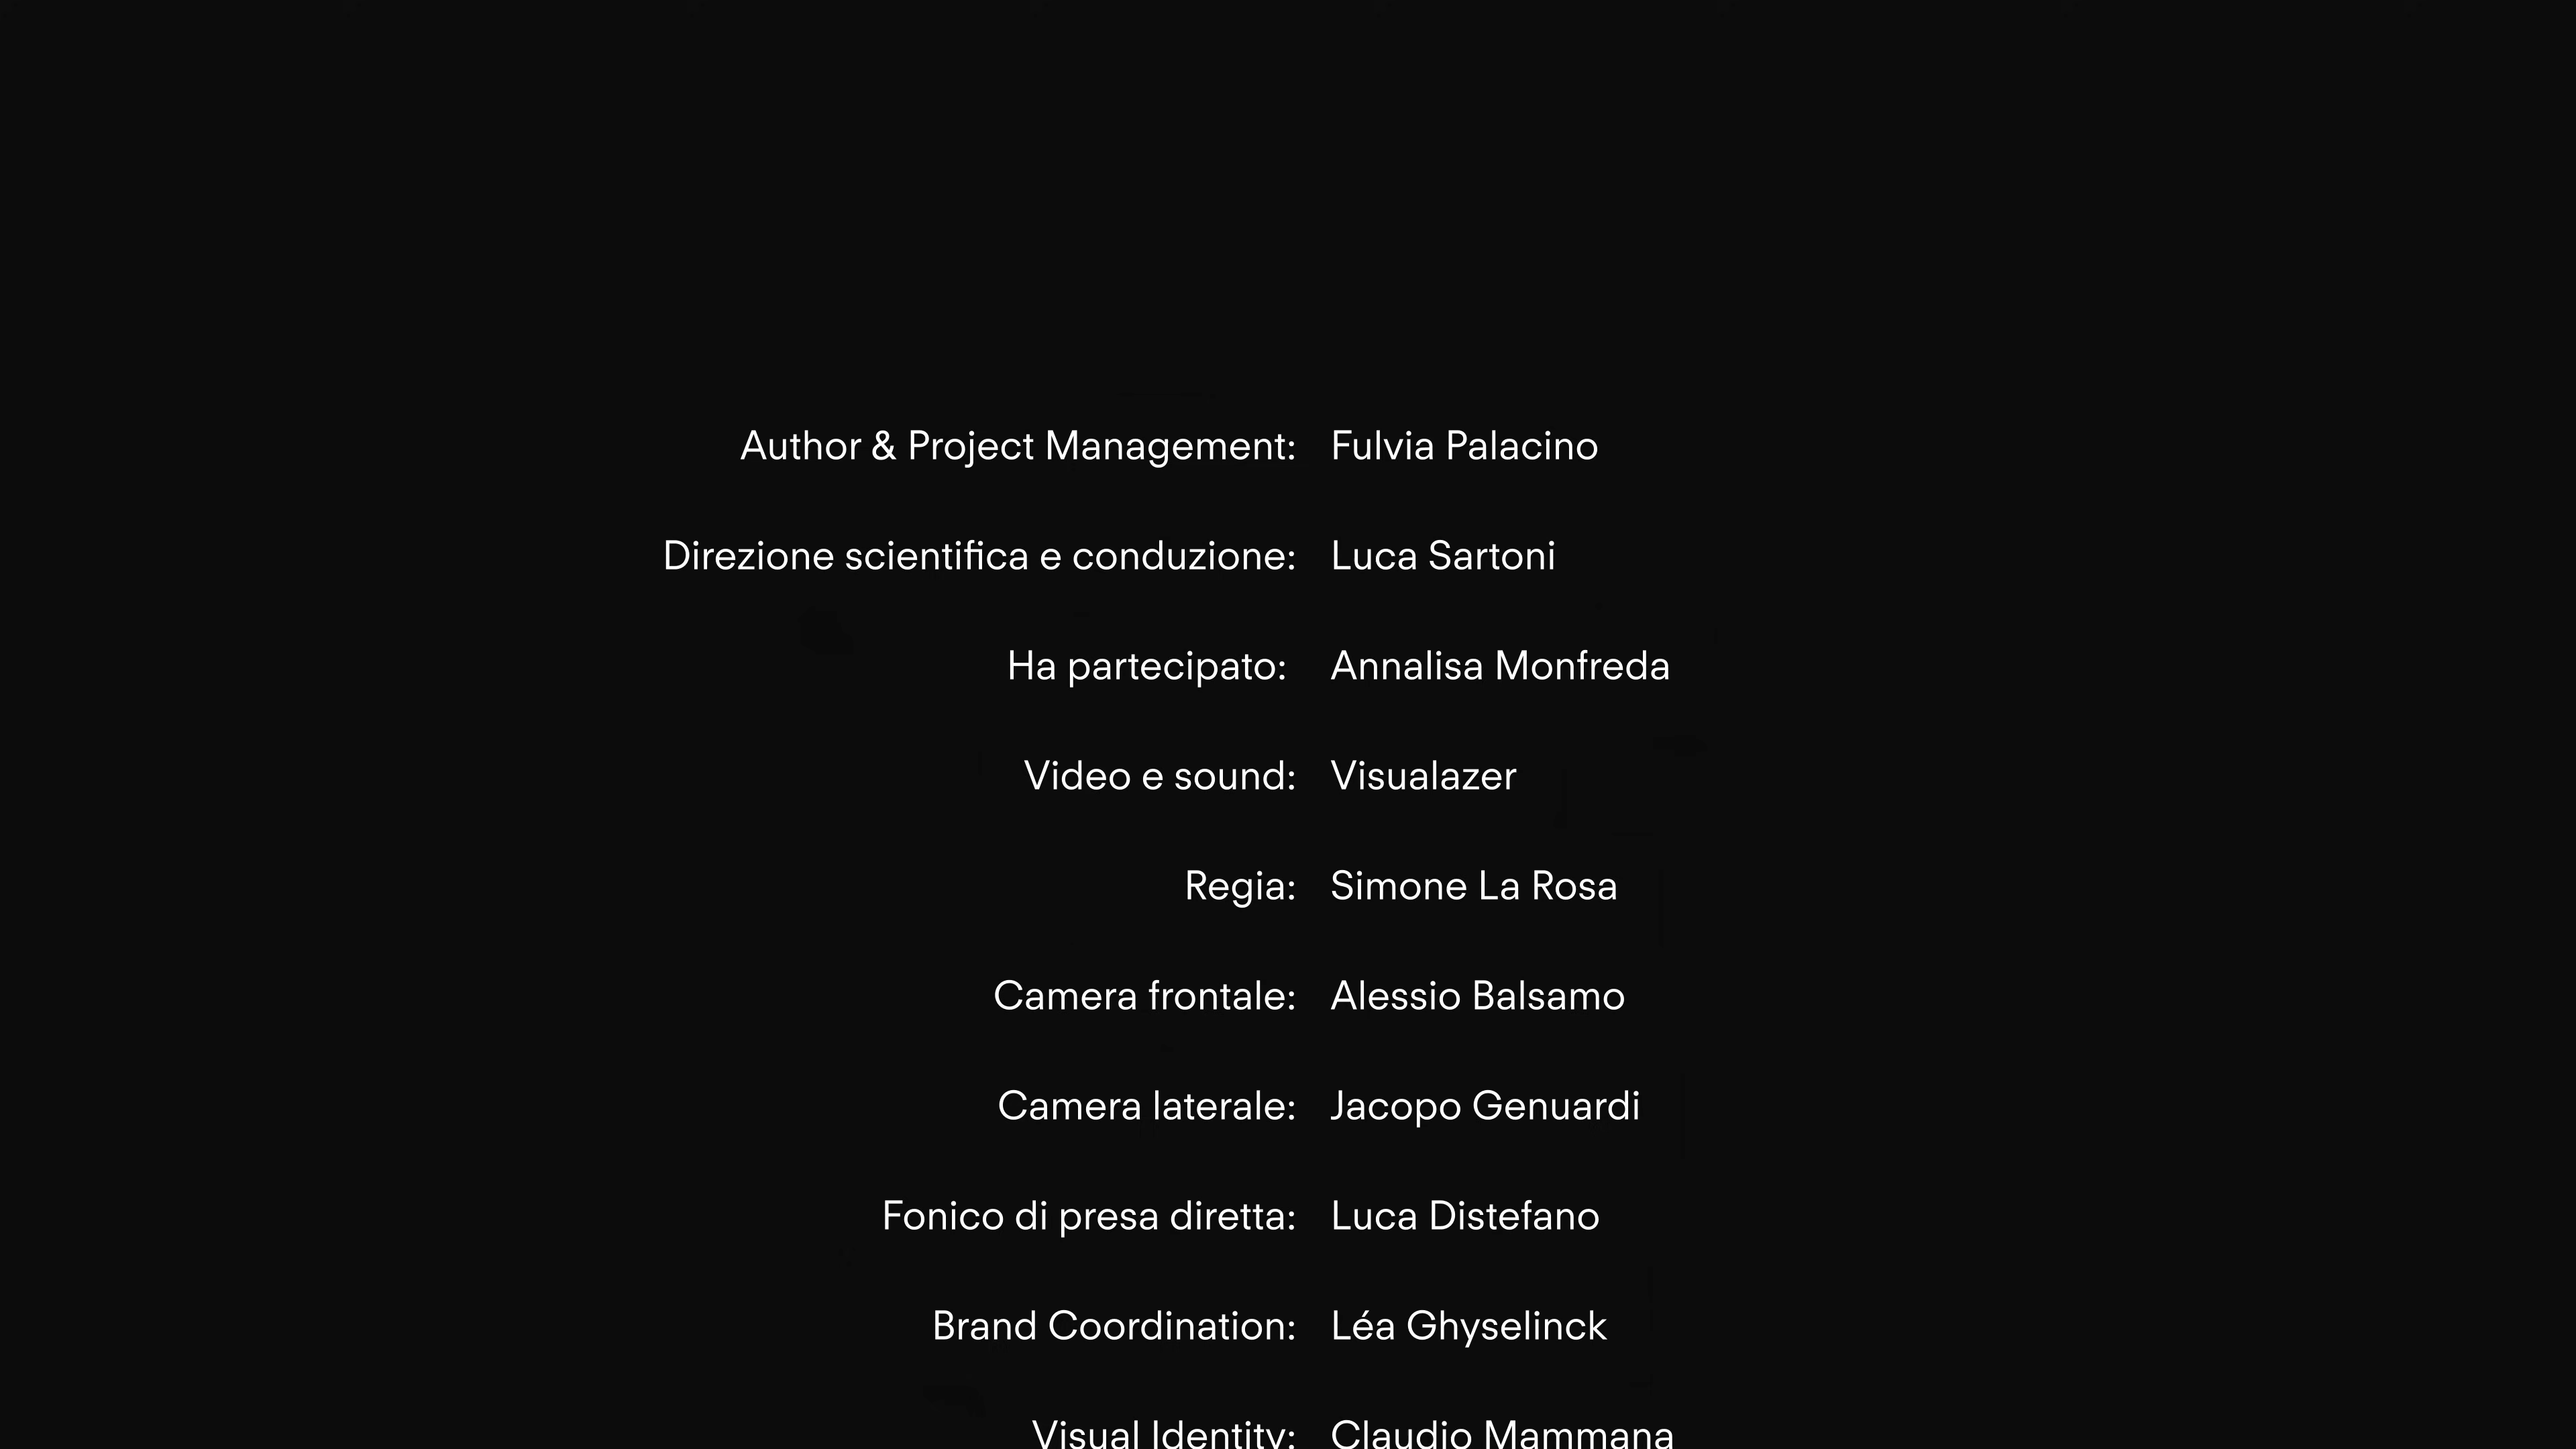 Author & Project Management: Fulvia Palacino
Direzione scientifica e conduzione: Luca Sartoni
Ha partecipato: Annalisa Monfreda
Video e sound: Visualazer
Regia: Simone La Rosa
Camera frontale: Alessio Balsamo
Camera laterale: Jacopo Genuardi
Fonico di presa diretta: Luca Distefano
Brand Coordination: Léa Ghyselinck
Visual Identity: Claudio Mammana